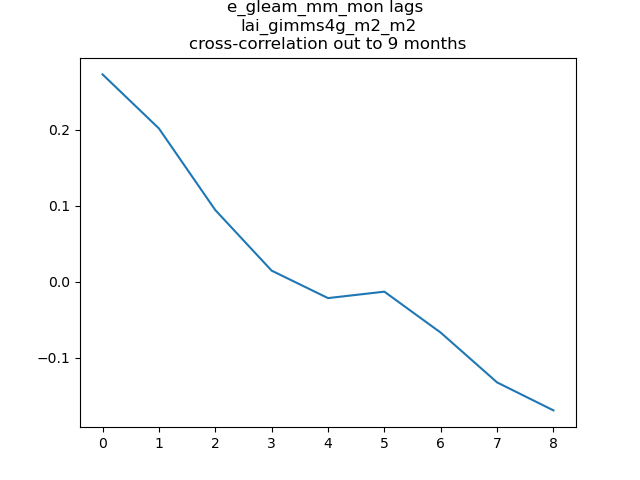 e_gleam_mm_mon lags
lai_gimms4g_m2_m2
cross-correlation out to 9 months
0.2
0.1
0.0
−0.1
0 1 2 3 4 5 6 7 8